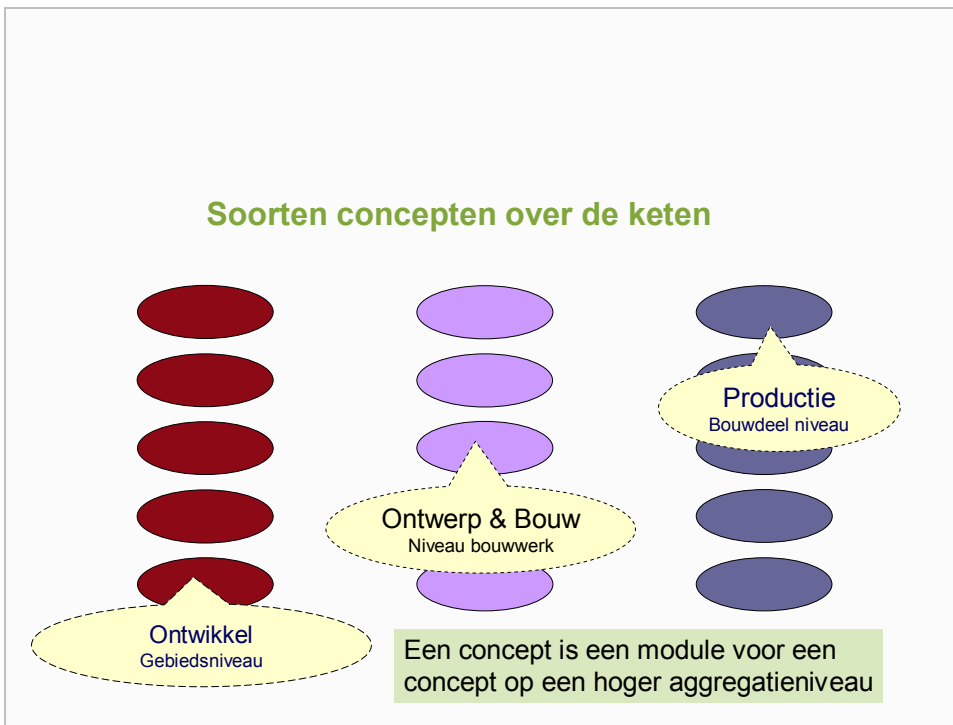 Soorten concepten over de keten
Productie
Bouwdeel niveau
Ontwerp & Bouw
Niveau bouwwerk
Ontwikkel
Gebiedsniveau
Een concept is een module voor een
concept op een hoger aggregatieniveau